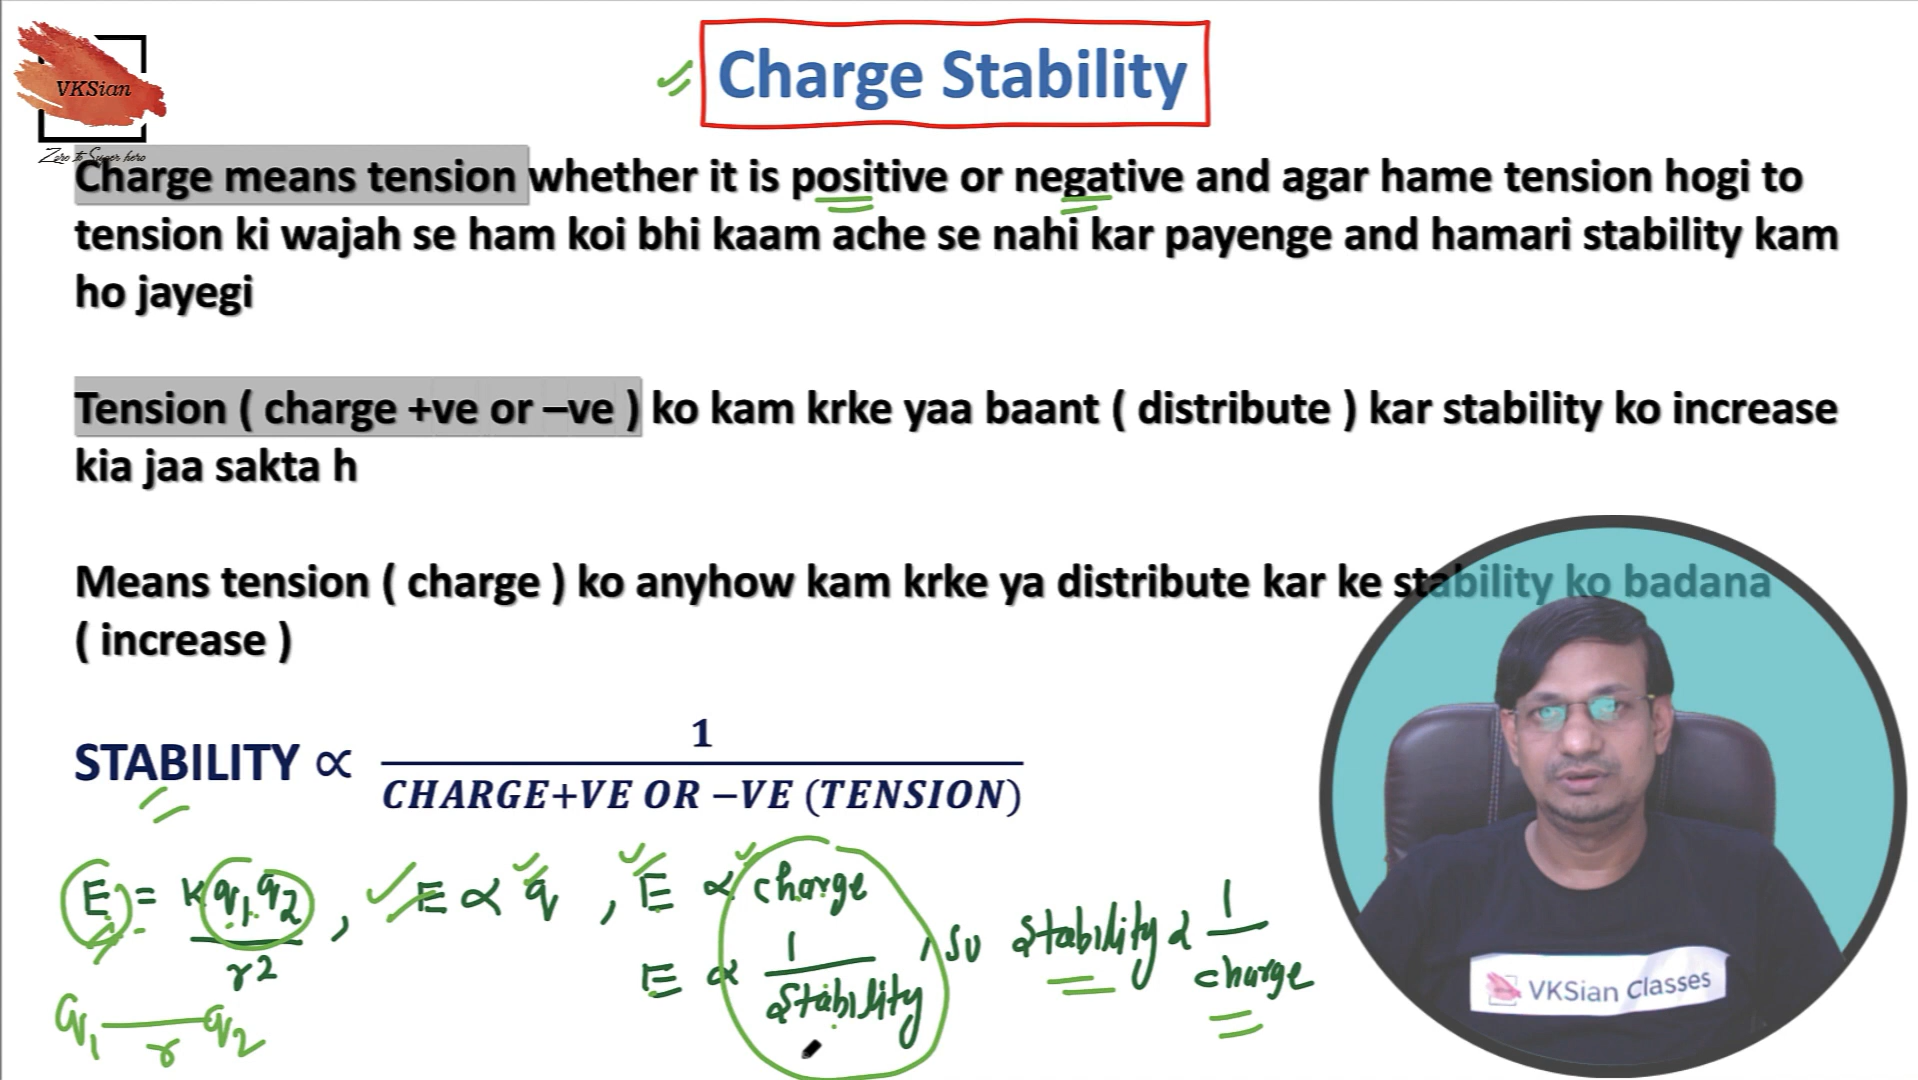 VKSian
Zero to Super hero
Charge Stability
Charge means tension whether it is positive or negative and agar hame tension hogi to
tension ki wajah se ham koi bhi kaam ache se nahi kar payenge and hamari stability kam
ho jayegi
Tension ( charge +ve or –ve ) ko kam krke yaa baant ( distribute ) kar stability ko increase
kia jaa sakta h
Means tension ( charge ) ko anyhow kam krke ya distribute kar ke stability ko badana
( increase )
1
STABILITY ∝
CHARGE+VE OR −VE (TENSION)
E = K q1 q2 , E ∝ q , E ∝ charge
r2
E ∝ 1 , so stability ∝ 1
stability charge
q1 q2
r
VKSian Classes